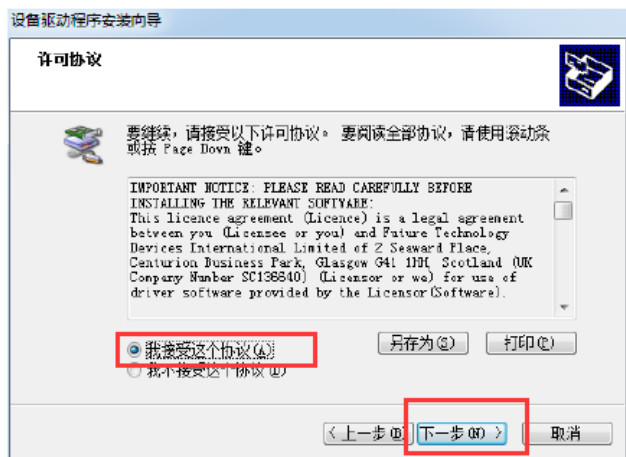 设备驱动程序安装向导
许可协议
要继续，请接受以下许可协议。要阅读全部协议，请使用滚动条
或按 Page Down 键。
IMPORTANT NOTICE: PLEASE READ CAREFULLY BEFORE
INSTALLING THE RELEVANT SOFTWARE:
This licence agreement (Licence) is a legal agreement
between you (Licensee or you) and Future Technology
Devices International Limited of 2 Seaward Place,
Centurion Business Park, Glasgow G41 1HH, Scotland (UK
Company Number SC136640) (Licensor or we) for use of
driver software provided by the Licensor(Software).
我接受这个协议(A)
另存为(S) 打印(P)
我不接受这个协议(D)
< 上一步(B) 下一步(N) > 取消